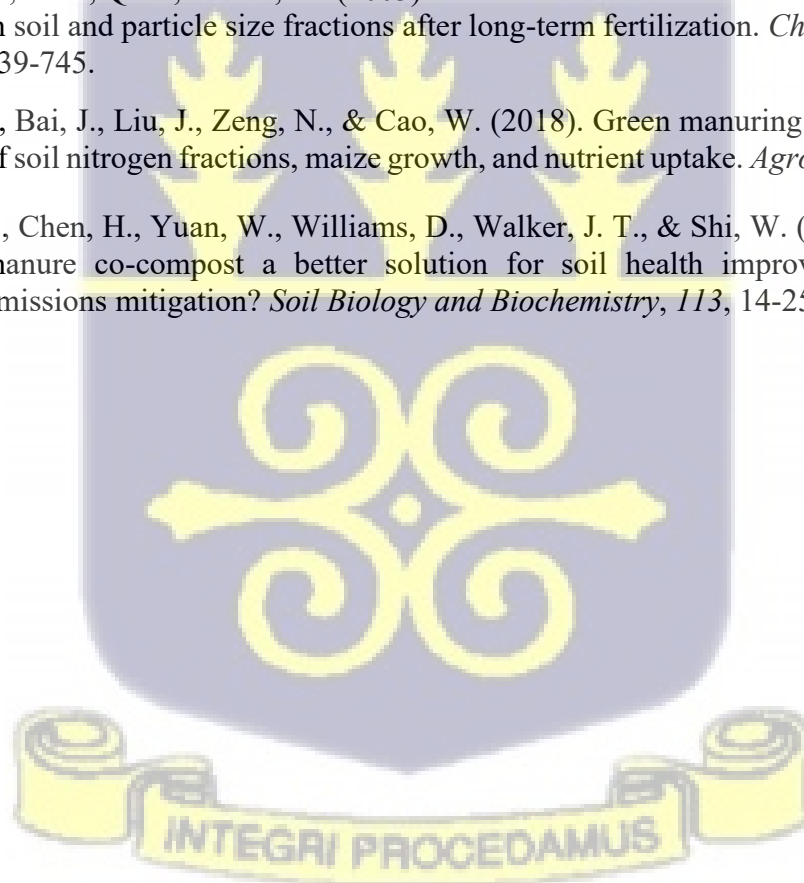 soil and particle size fractions after long-term fertilization. Ch
39-745.
, Bai, J., Liu, J., Zeng, N., & Cao, W. (2018). Green manuring
f soil nitrogen fractions, maize growth, and nutrient uptake. Agro
, Chen, H., Yuan, W., Williams, D., Walker, J. T., & Shi, W. (
manure co-compost a better solution for soil health improv
missions mitigation? Soil Biology and Biochemistry, 113, 14-25
INTEGRI PROCEDAMUS